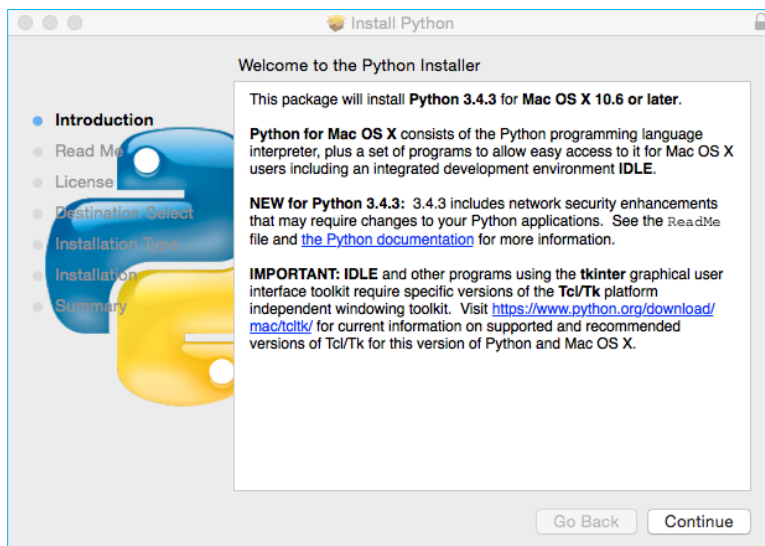 Install Python
Welcome to the Python Installer
Introduction
Read Me
License
Destination Select
Installation Type
Installation
Summary
This package will install Python 3.4.3 for Mac OS X 10.6 or later.
Python for Mac OS X consists of the Python programming language
interpreter, plus a set of programs to allow easy access to it for Mac OS X
users including an integrated development environment IDLE.
NEW for Python 3.4.3: 3.4.3 includes network security enhancements
that may require changes to your Python applications. See the ReadMe
file and the Python documentation for more information.
IMPORTANT: IDLE and other programs using the tkinter graphical user
interface toolkit require specific versions of the Tcl/Tk platform
independent windowing toolkit. Visit https://www.python.org/download/
mac/tcltk/ for current information on supported and recommended
versions of Tcl/Tk for this version of Python and Mac OS X.
Go Back
Continue